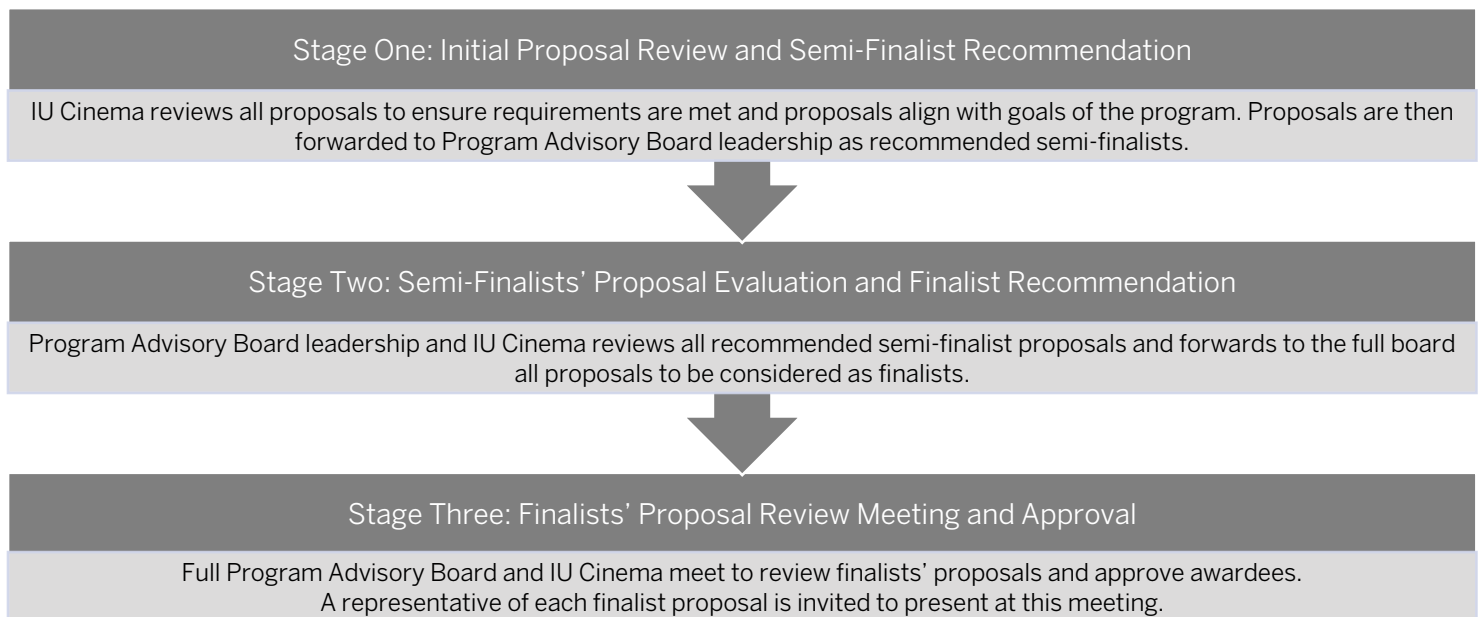 Stage One: Initial Proposal Review and Semi-Finalist Recommendation
IU Cinema reviews all proposals to ensure requirements are met and proposals align with goals of the program. Proposals are then
forwarded to Program Advisory Board leadership as recommended semi-finalists.
Stage Two: Semi-Finalists’ Proposal Evaluation and Finalist Recommendation
Program Advisory Board leadership and IU Cinema reviews all recommended semi-finalist proposals and forwards to the full board
all proposals to be considered as finalists.
Stage Three: Finalists’ Proposal Review Meeting and Approval
Full Program Advisory Board and IU Cinema meet to review finalists’ proposals and approve awardees.
A representative of each finalist proposal is invited to present at this meeting.